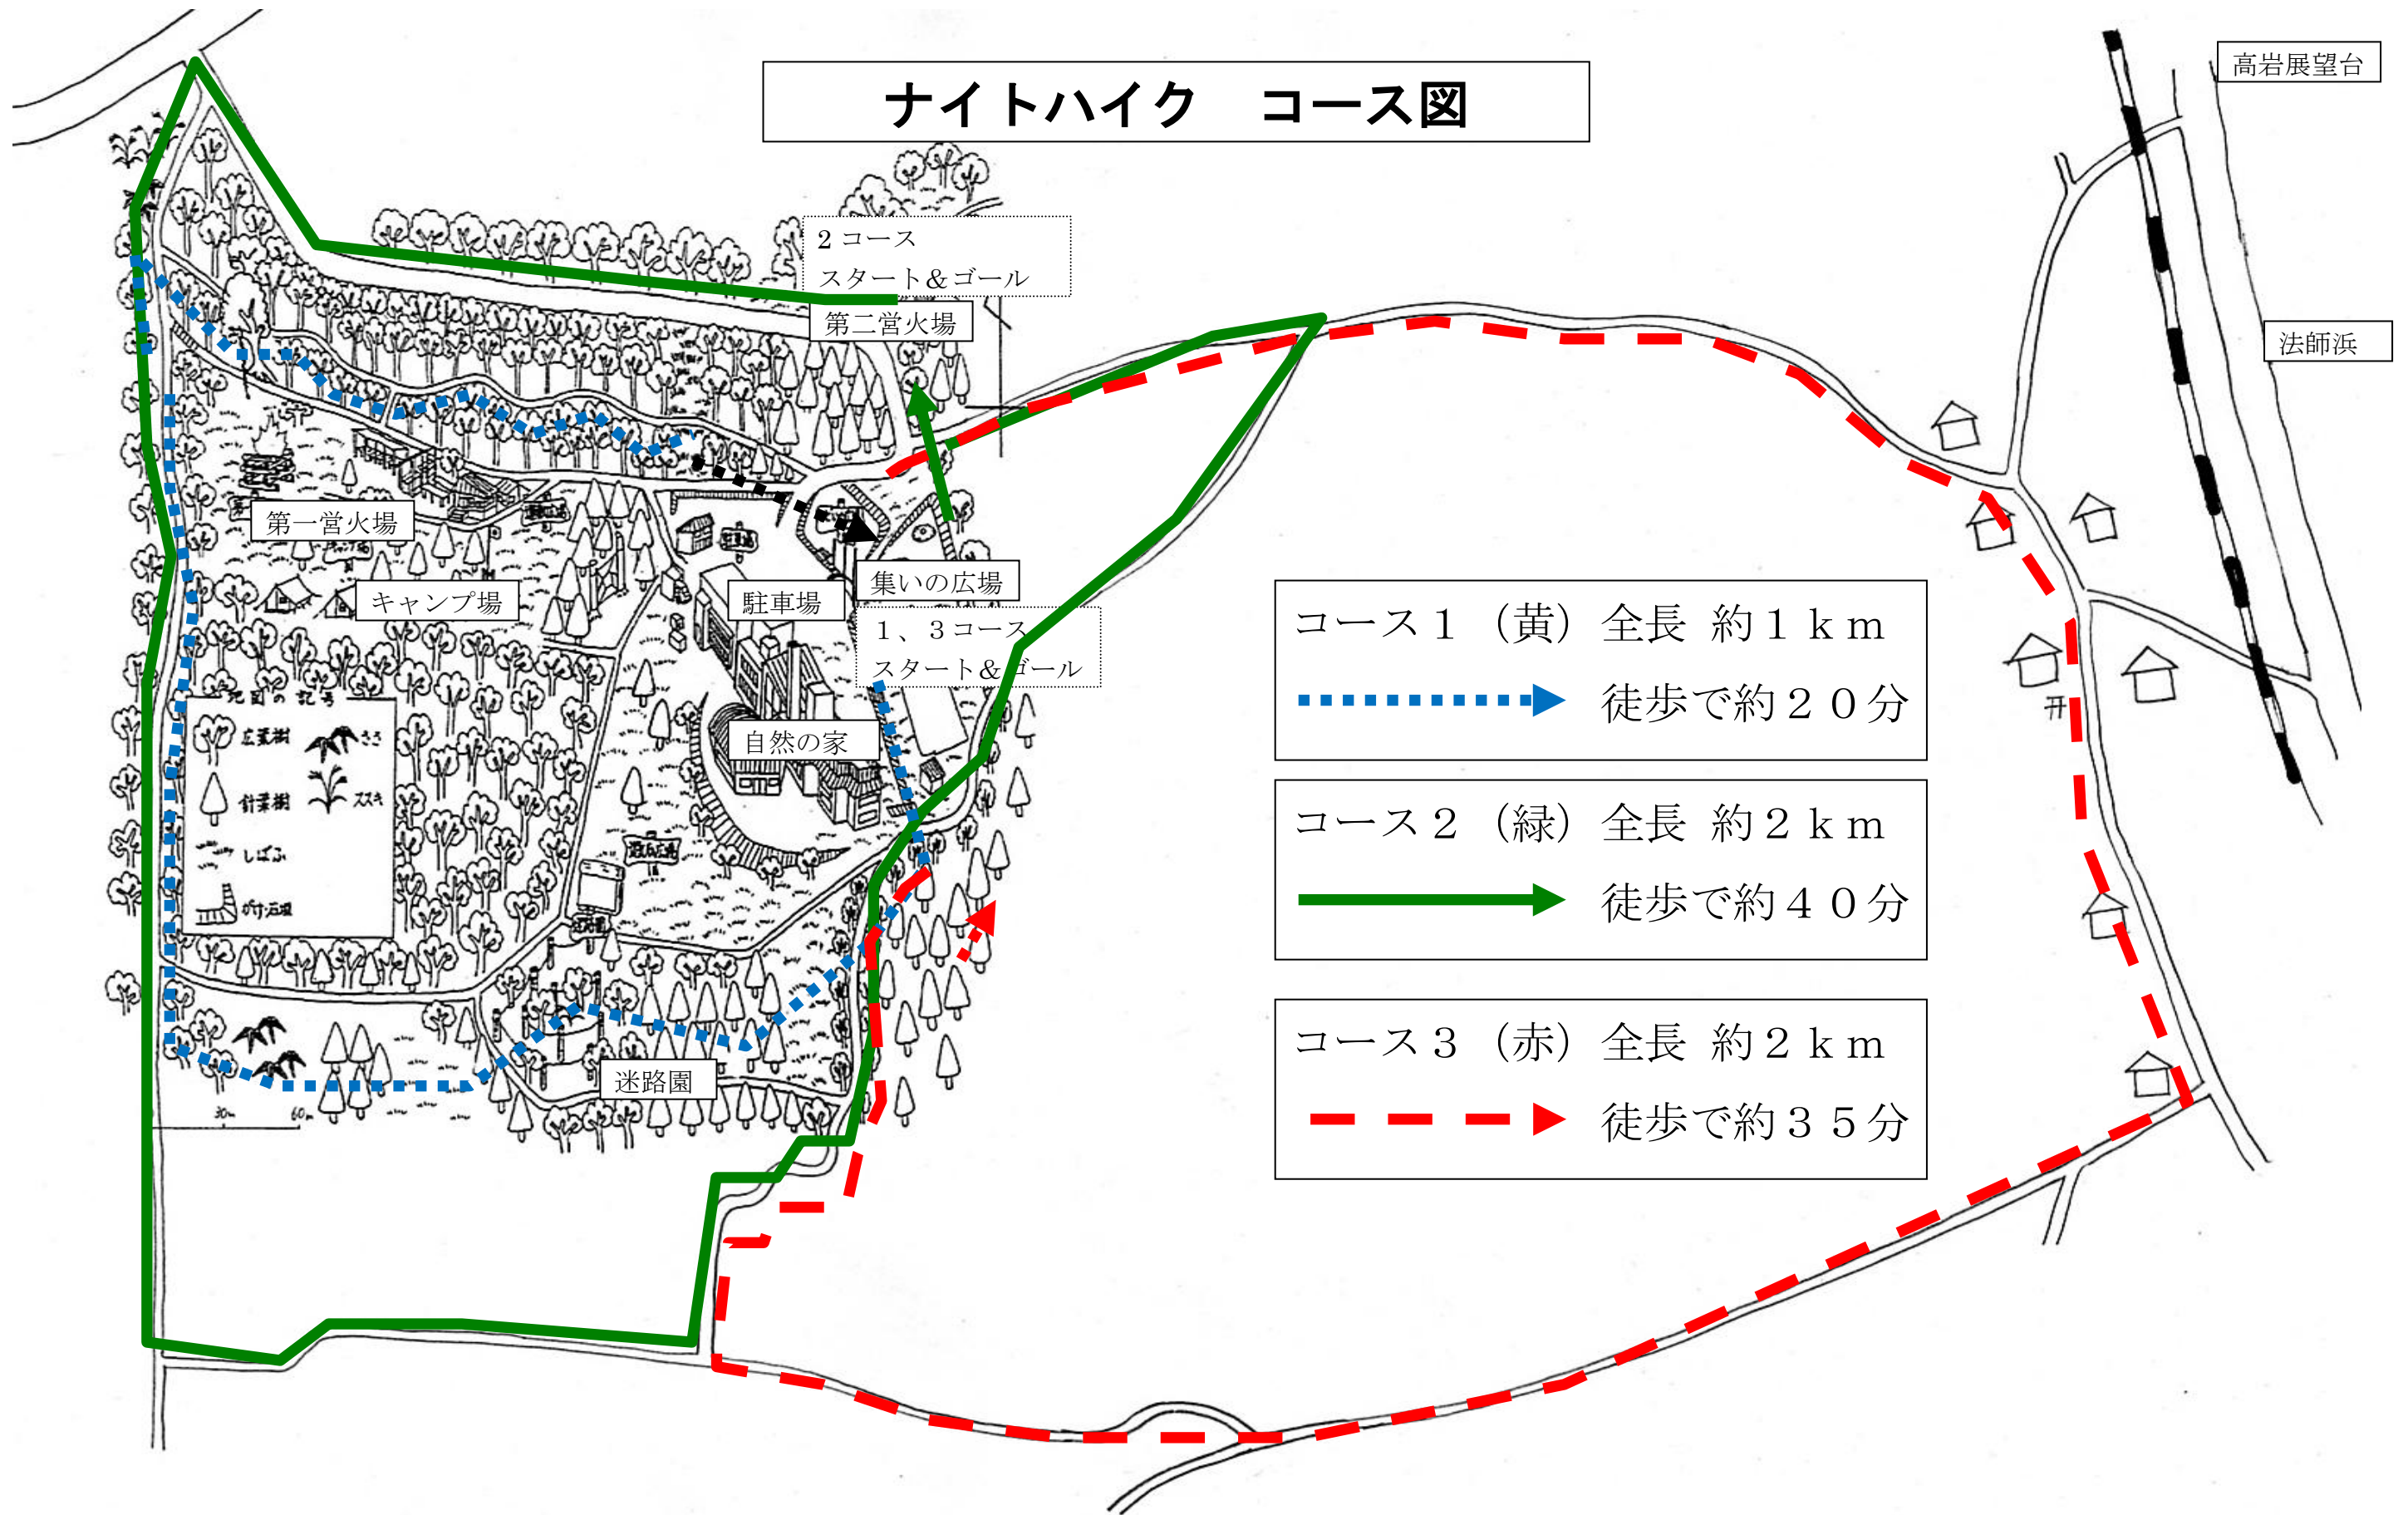 ナイトハイク　コース図
高岩展望台
2 コース
スタート＆ゴール
第二営火場
法師浜
第一営火場
キャンプ場
駐車場
集いの広場
１、３コース
スタート＆ゴール
自然の家
迷路園
地図の記号
広葉樹
ささ
針葉樹
ススキ
しばふ
30m
60m
コース１（黄）全長 約１ｋｍ
徒歩で約２０分
コース２（緑）全長 約２ｋｍ
徒歩で約４０分
コース３（赤）全長 約２ｋｍ
徒歩で約３５分